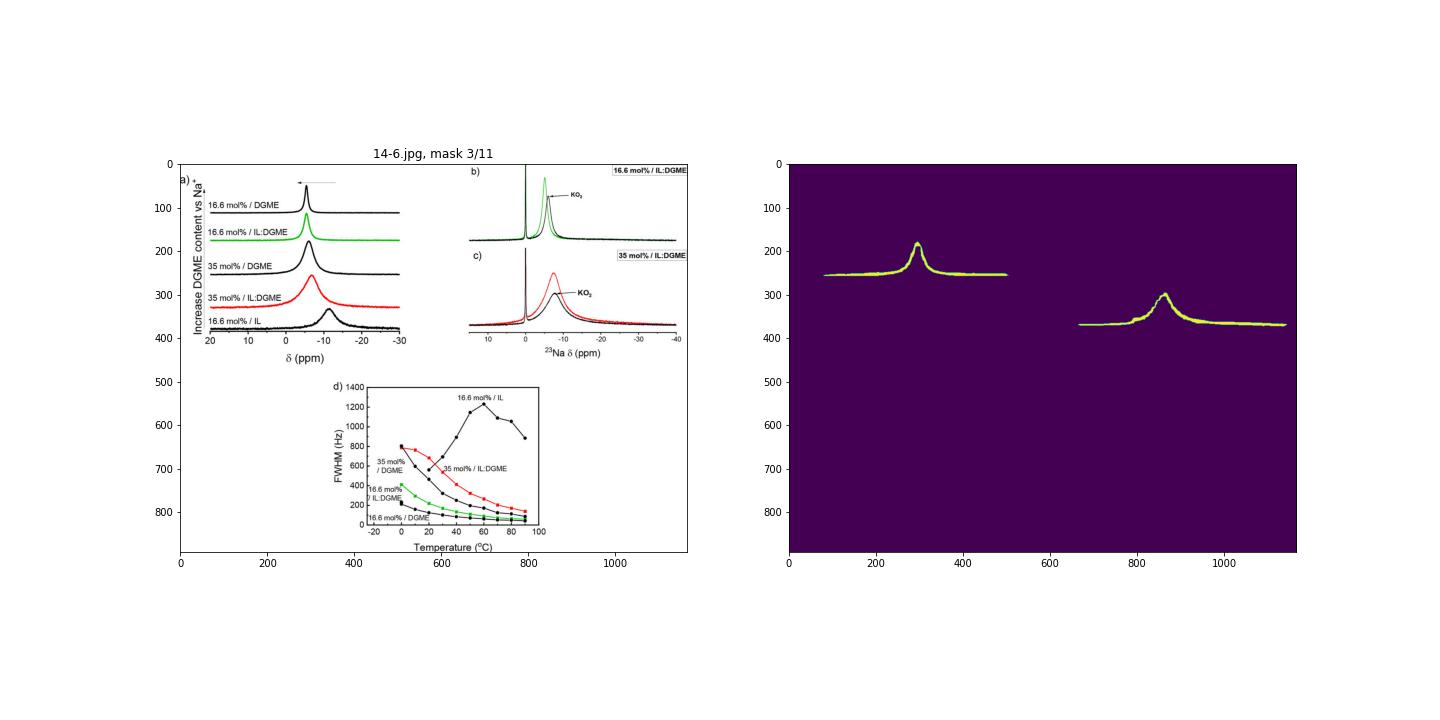 14-6.jpg, mask 3/11
0
100
200
300
400
500
600
700
800
0 200 400 600 800 1000
a)
Increase DGME content vs Na+
16.6 mol% / DGME
16.6 mol% / IL:DGME
35 mol% / DGME
35 mol% / IL:DGME
16.6 mol% / IL
20 10 0 -10 -20 -30
δ (ppm)
b)
16.6 mol% / IL:DGME
KO2
c)
35 mol% / IL:DGME
KO2
10 0 -10 -20 -30 -40
23Na δ (ppm)
d)
1400
1200
1000
800
600
400
200
0
FWHM (Hz)
16.6 mol% / IL
35 mol%
/ DGME
35 mol% / IL:DGME
16.6 mol%
/ IL:DGME
16.6 mol% / DGME
-20 0 20 40 60 80 100
Temperature (°C)
0
100
200
300
400
500
600
700
800
0 200 400 600 800 1000